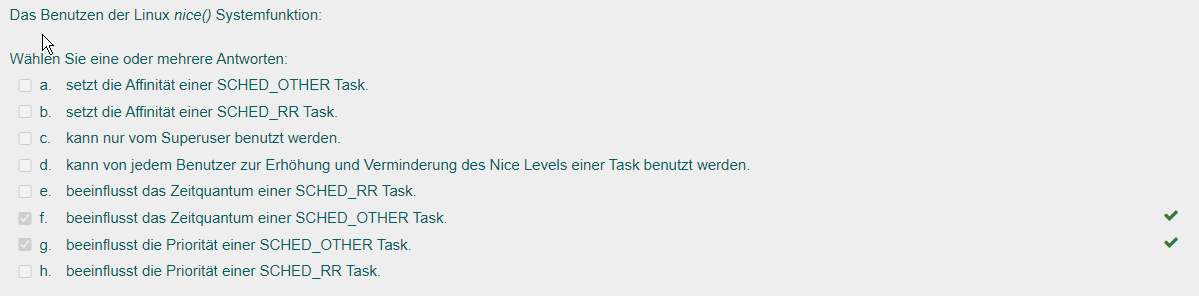 Das Benutzen der Linux nice() Systemfunktion:
Wählen Sie eine oder mehrere Antworten:
a. setzt die Affinität einer SCHED_OTHER Task.
b. setzt die Affinität einer SCHED_RR Task.
c. kann nur vom Superuser benutzt werden.
d. kann von jedem Benutzer zur Erhöhung und Verminderung des Nice Levels einer Task benutzt werden.
e. beeinflusst das Zeitquantum einer SCHED_RR Task.
f. beeinflusst das Zeitquantum einer SCHED_OTHER Task.
g. beeinflusst die Priorität einer SCHED_OTHER Task.
h. beeinflusst die Priorität einer SCHED_RR Task.